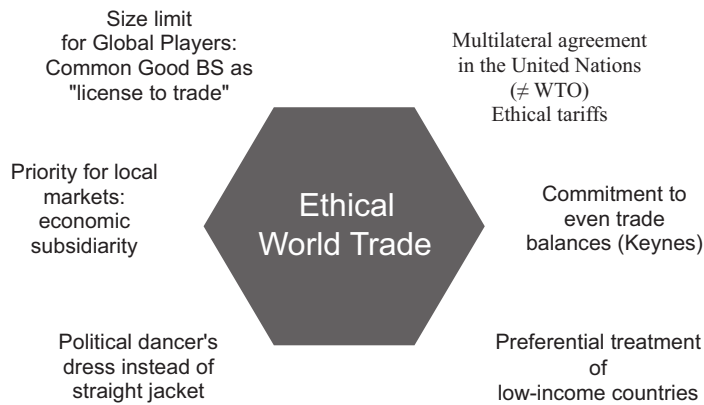 Size limit
for Global Players:
Common Good BS as
"license to trade"
Multilateral agreement
in the United Nations
(≠ WTO)
Ethical tariffs
Priority for local
markets:
economic
subsidiarity
Ethical
World Trade
Commitment to
even trade
balances (Keynes)
Political dancer's
dress instead of
straight jacket
Preferential treatment
of
low-income countries